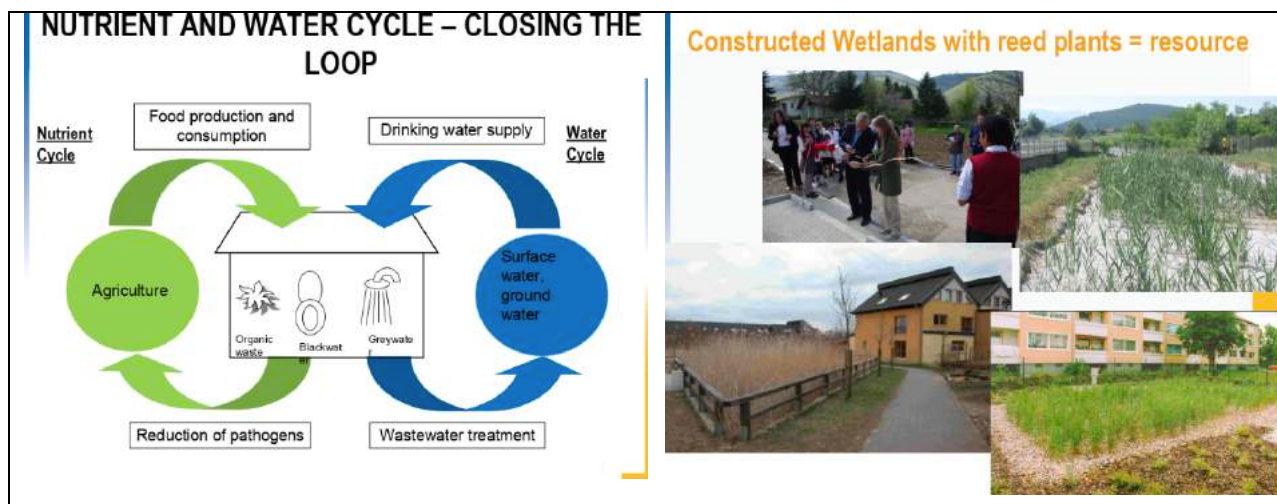 NUTRIENT AND WATER CYCLE – CLOSING THE
LOOP
Nutrient
Cycle
Food production and
consumption
Drinking water supply
Water
Cycle
Agriculture
Surface
water,
ground
water
Organic
waste
Blackwat
er
Greywate
Reduction of pathogens
Wastewater treatment
Constructed Wetlands with reed plants = resource